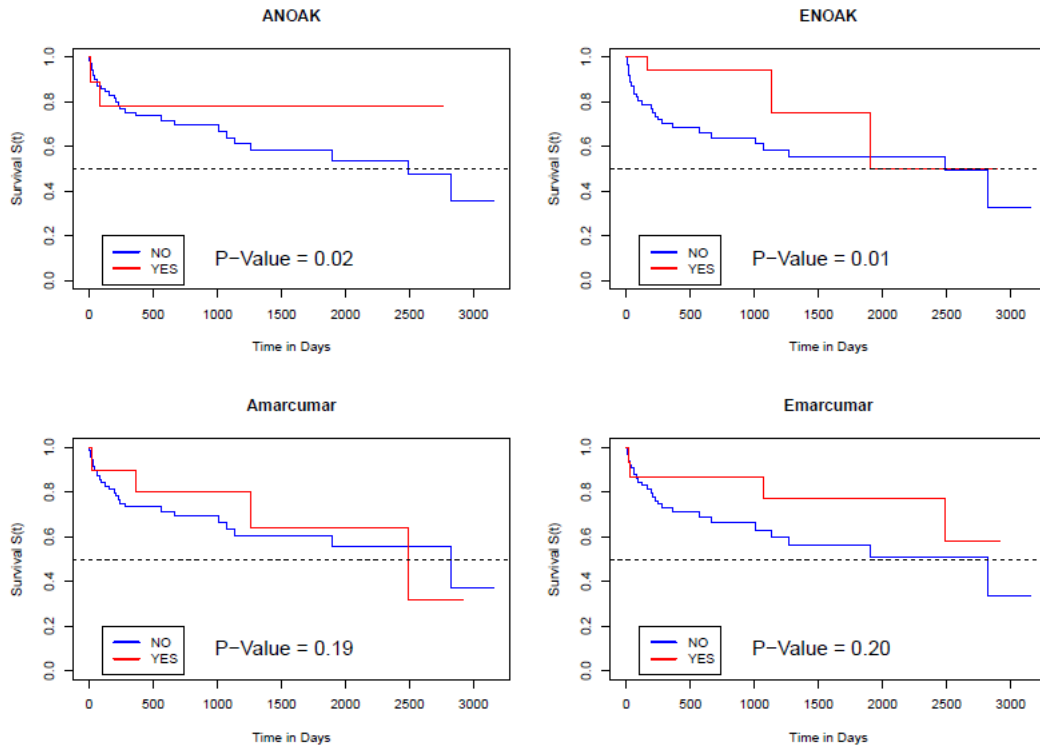 ANOAK
Survival S(t)
1.0
0.8
0.6
0.4
0.2
0.0
NO
YES
P−Value = 0.02
0 500 1000 1500 2000 2500 3000
Time in Days
ENOAK
Survival S(t)
1.0
0.8
0.6
0.4
0.2
0.0
NO
YES
P−Value = 0.01
0 500 1000 1500 2000 2500 3000
Time in Days
Amarcumar
Survival S(t)
1.0
0.8
0.6
0.4
0.2
0.0
NO
YES
P−Value = 0.19
0 500 1000 1500 2000 2500 3000
Time in Days
Emarcumar
Survival S(t)
1.0
0.8
0.6
0.4
0.2
0.0
NO
YES
P−Value = 0.20
0 500 1000 1500 2000 2500 3000
Time in Days